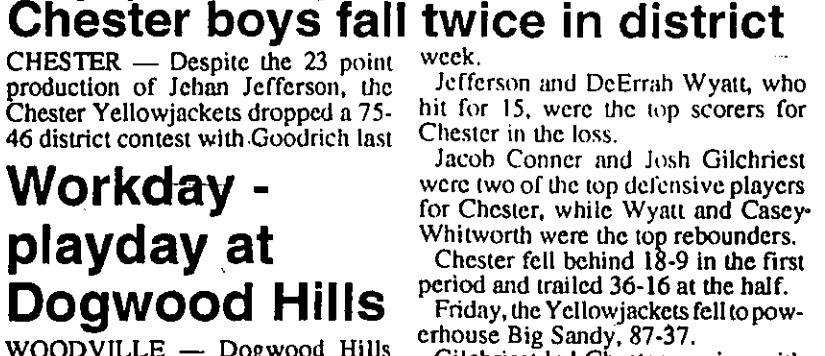 Chester boys fall twice in district
CHESTER — Despite the 23 point
production of Jehan Jefferson, the
Chester Yellowjackets dropped a 75-
46 district contest with Goodrich last
week.
Jefferson and DeErrah Wyatt, who
hit for 15, were the top scorers for
Chester in the loss.
Jacob Conner and Josh Gilchriest
were two of the top defensive players
for Chester, while Wyatt and Casey
Whitworth were the top rebounders.
Chester fell behind 18-9 in the first
period and trailed 36-16 at the half.
Friday, the Yellowjackets fell to pow-
erhouse Big Sandy, 87-37.
Gilchriest led Chester
Workday -
playday at
Dogwood Hills
WOODVILLE — Dogwood Hills